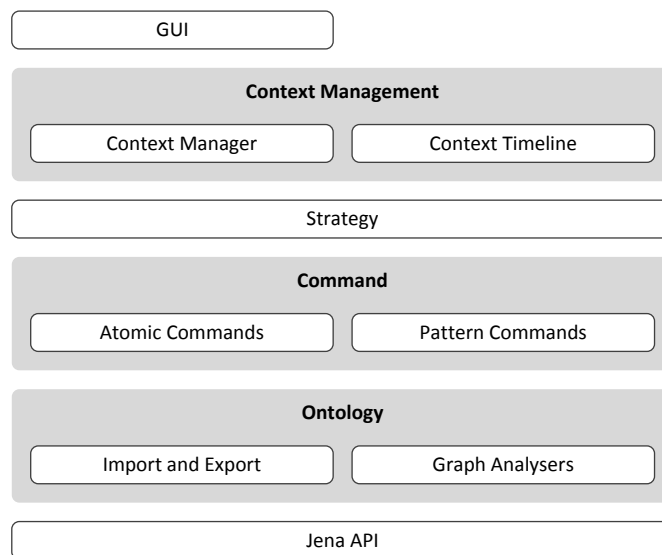 GUI
Context Management
Context Manager
Context Timeline
Strategy
Command
Atomic Commands
Pattern Commands
Ontology
Import and Export
Graph Analysers
Jena API